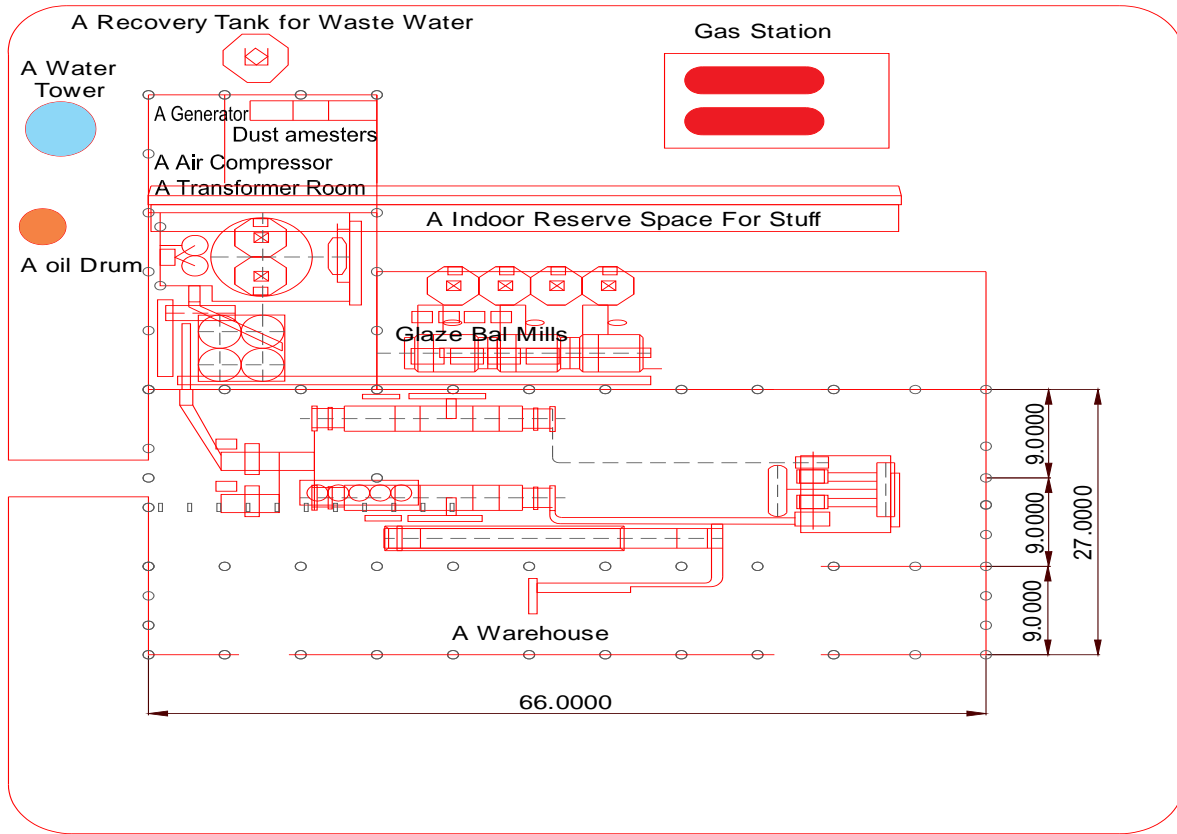 A Recovery Tank for Waste Water
Gas Station
A Water
Tower
A Generator
Dust amesters
A Air Compressor
A Transformer Room
A Indoor Reserve Space For Stuff
A oil Drum
Glaze Bal Mills
9.0000
9.0000
27.0000
9.0000
A Warehouse
66.0000